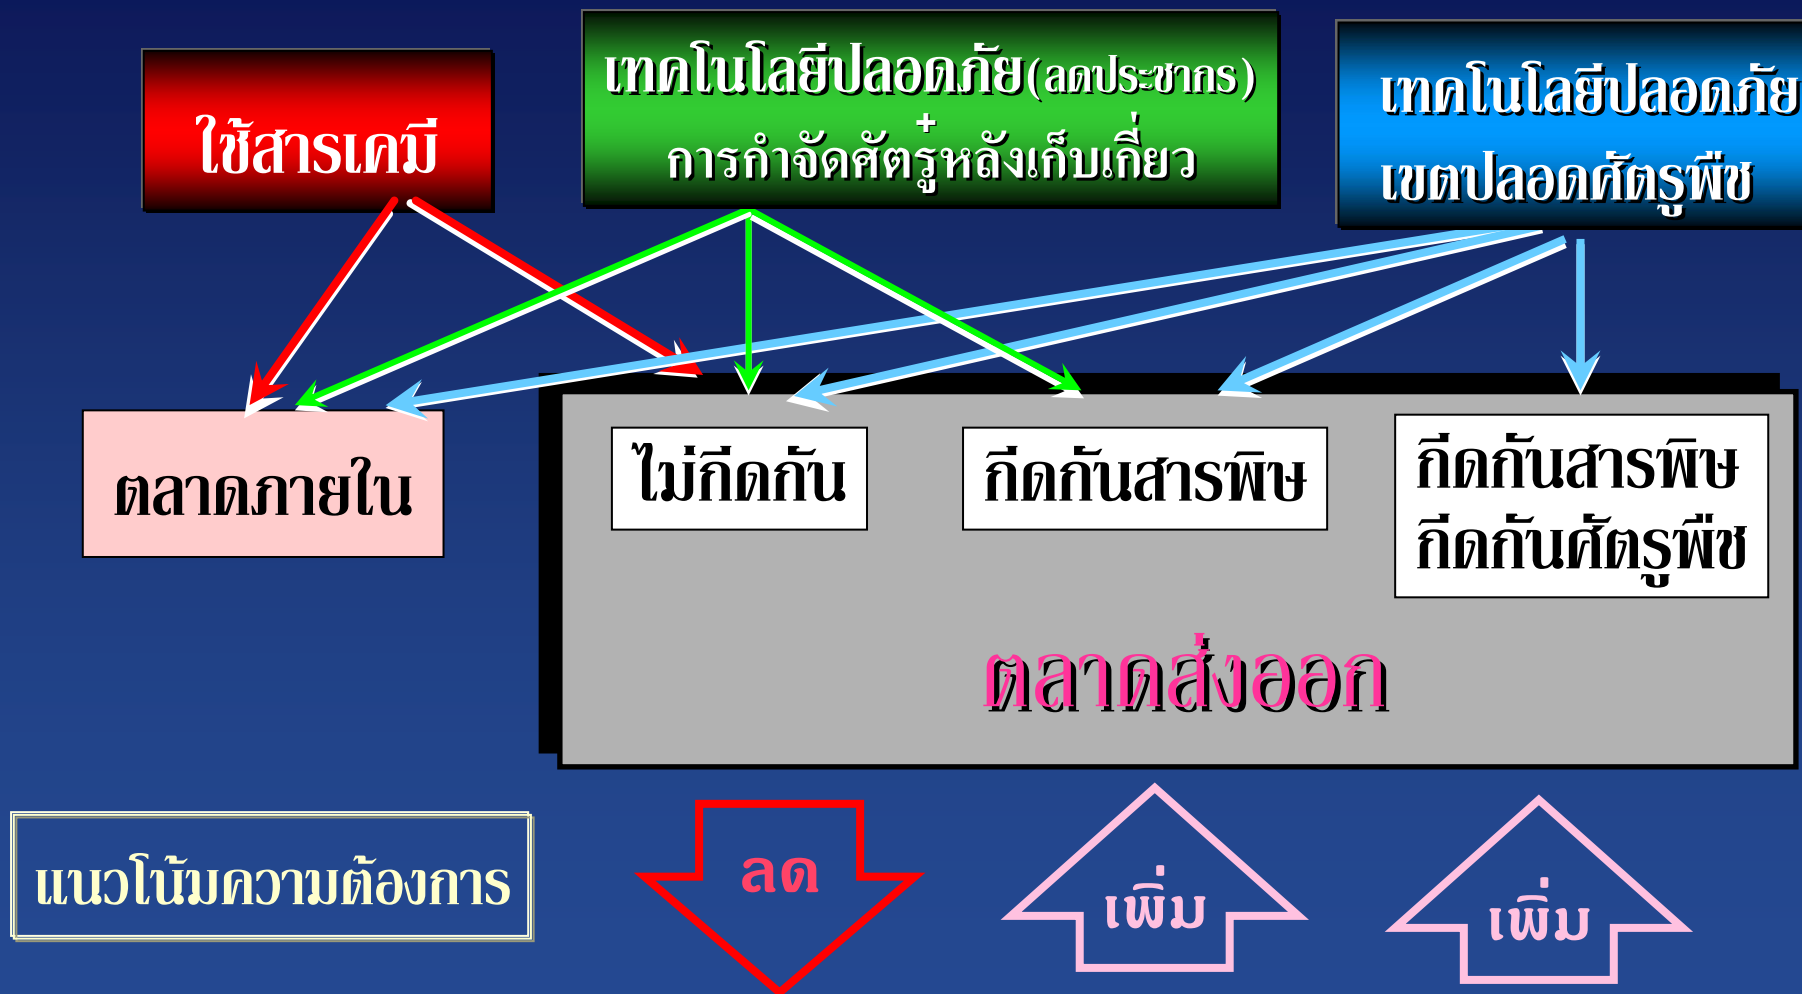 ใช้สารเคมี
เทคโนโลยีปลอดภัย(ลดประชากร)
+
การกำจัดศัตรูหลังเก็บเกี่ยว
เทคโนโลยีปลอดภัย
เขตปลอดศัตรูพืช
ตลาดภายใน
ไม่กีดกัน
กีดกันสารพิษ
กีดกันสารพิษ
กีดกันศัตรูพืช
ตลาดส่งออก
แนวโน้มความต้องการ
ลด
เพิ่ม
เพิ่ม